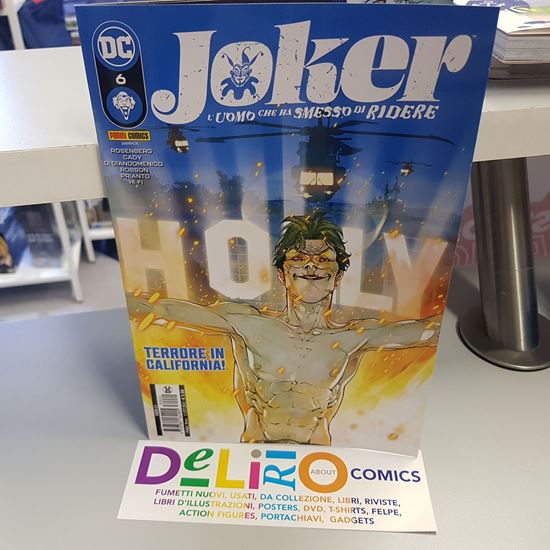 DC
6
JOKER
L'UOMO CHE HA SMESSO DI RIDERE
PANINI COMICS
ROSENBERG
CADY
DI GIANDOMENICO
ROBSON
PRIANTO
HI-FI
HOLLY
TERRORE IN
CALIFORNIA!
DeLiRiO ABOUT COMICS
FUMETTI NUOVI, USATI, DA COLLEZIONE, LIBRI, RIVISTE,
LIBRI D'ILLUSTRAZIONI, POSTERS, DVD, T-SHIRTS, FELPE,
ACTION FIGURES, PORTACHIAVI, GADGETS